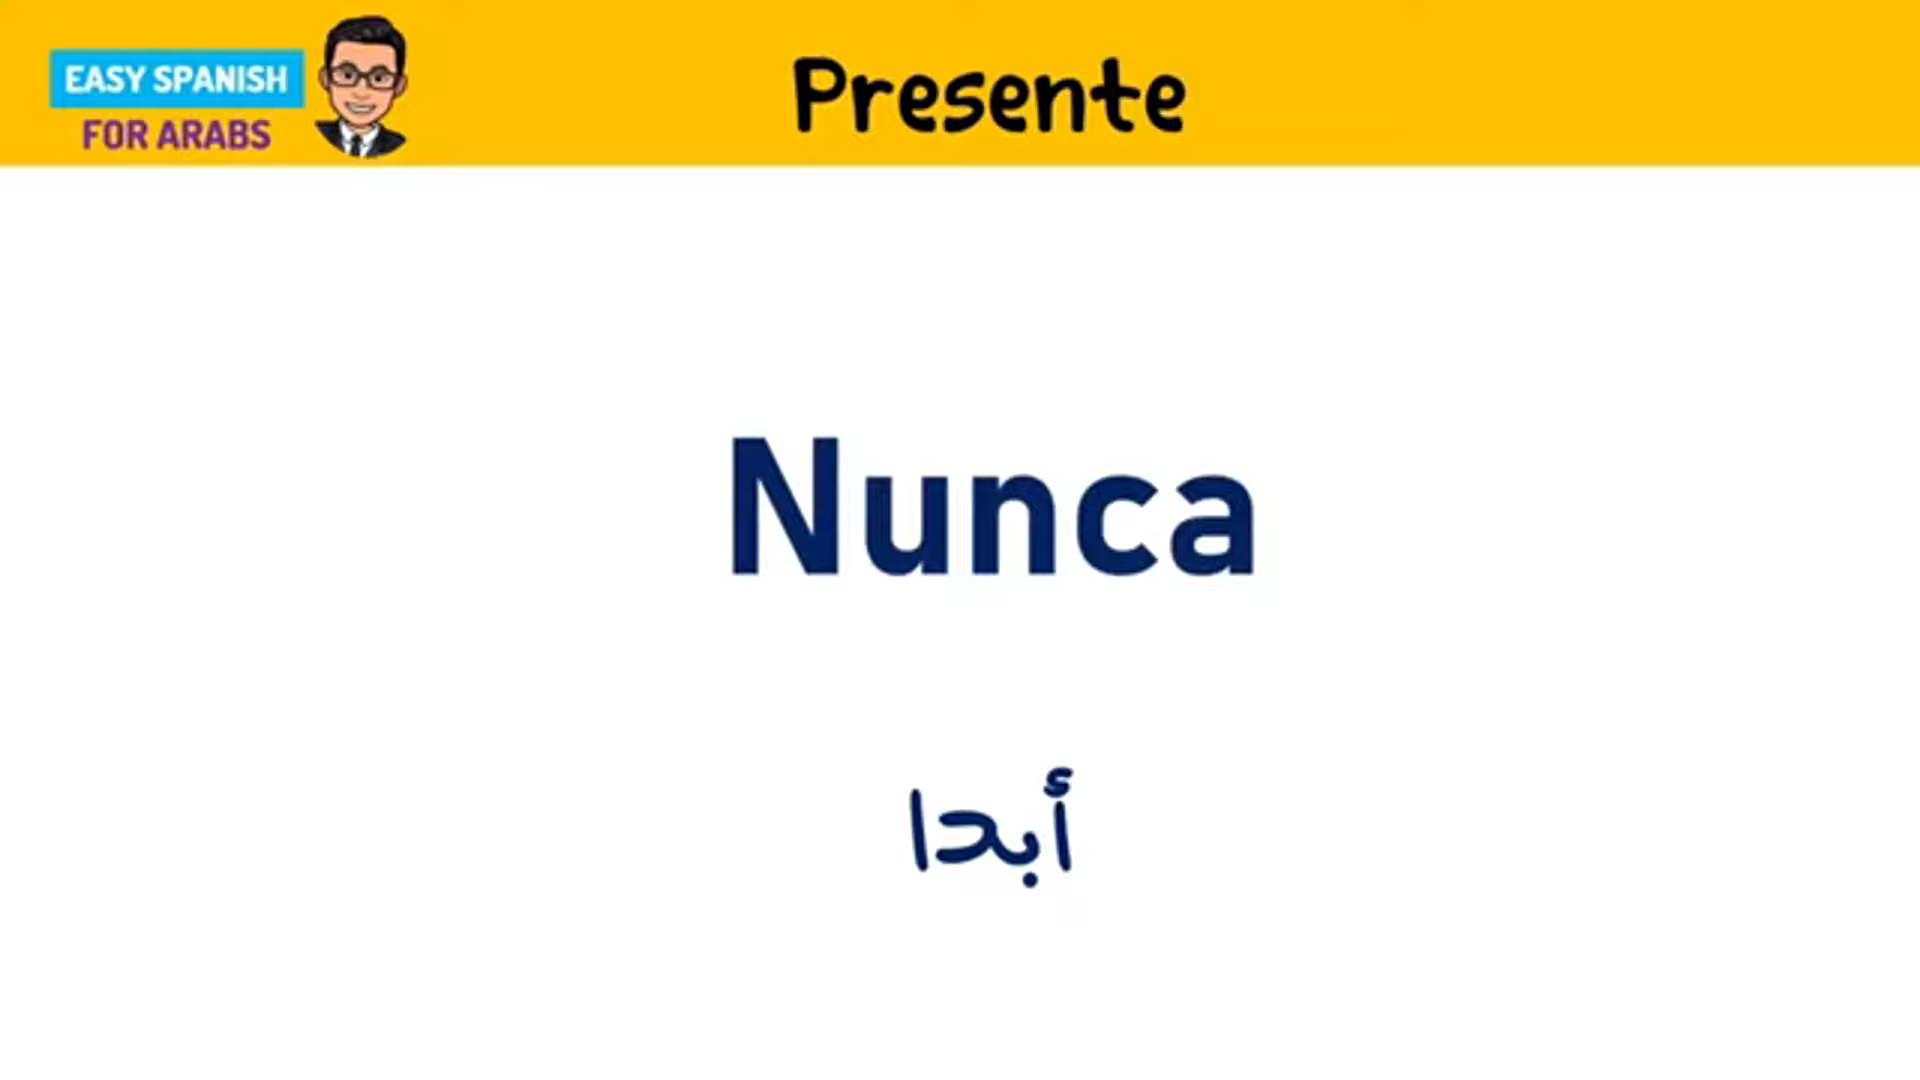 EASY SPANISH
FOR ARABS
Presente
Nunca
أبدا